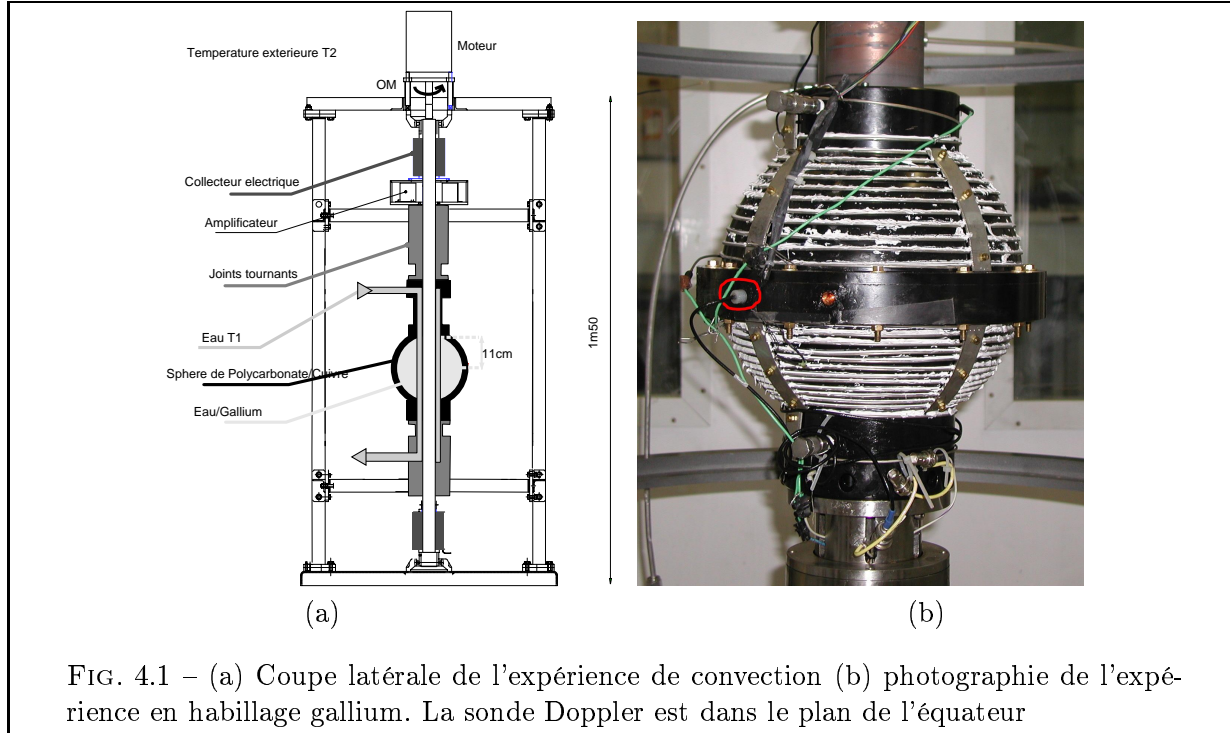 Temperature exterieure T2
Moteur
OM
Collecteur electrique
Amplificateur
Joints tournants
Eau T1
Sphere de Polycarbonate/Cuivre
Eau/Gallium
11cm
1m50
(a)
(b)
FIG. 4.1 – (a) Coupe latérale de l'expérience de convection (b) photographie de l'expé-
rience en habillage gallium. La sonde Doppler est dans le plan de l'équateur